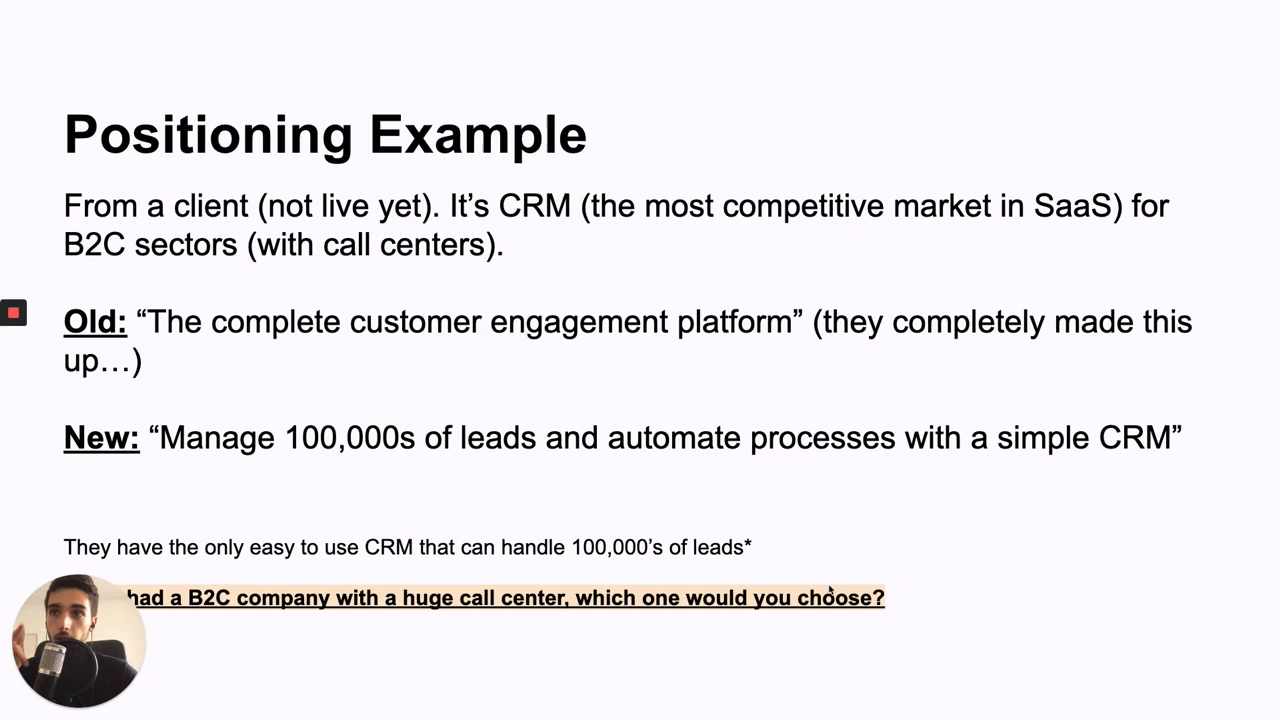 Positioning Example
From a client (not live yet). It’s CRM (the most competitive market in SaaS) for
B2C sectors (with call centers).
Old: “The complete customer engagement platform” (they completely made this
up…)
New: “Manage 100,000s of leads and automate processes with a simple CRM”
They have the only easy to use CRM that can handle 100,000’s of leads*
had a B2C company with a huge call center, which one would you choose?